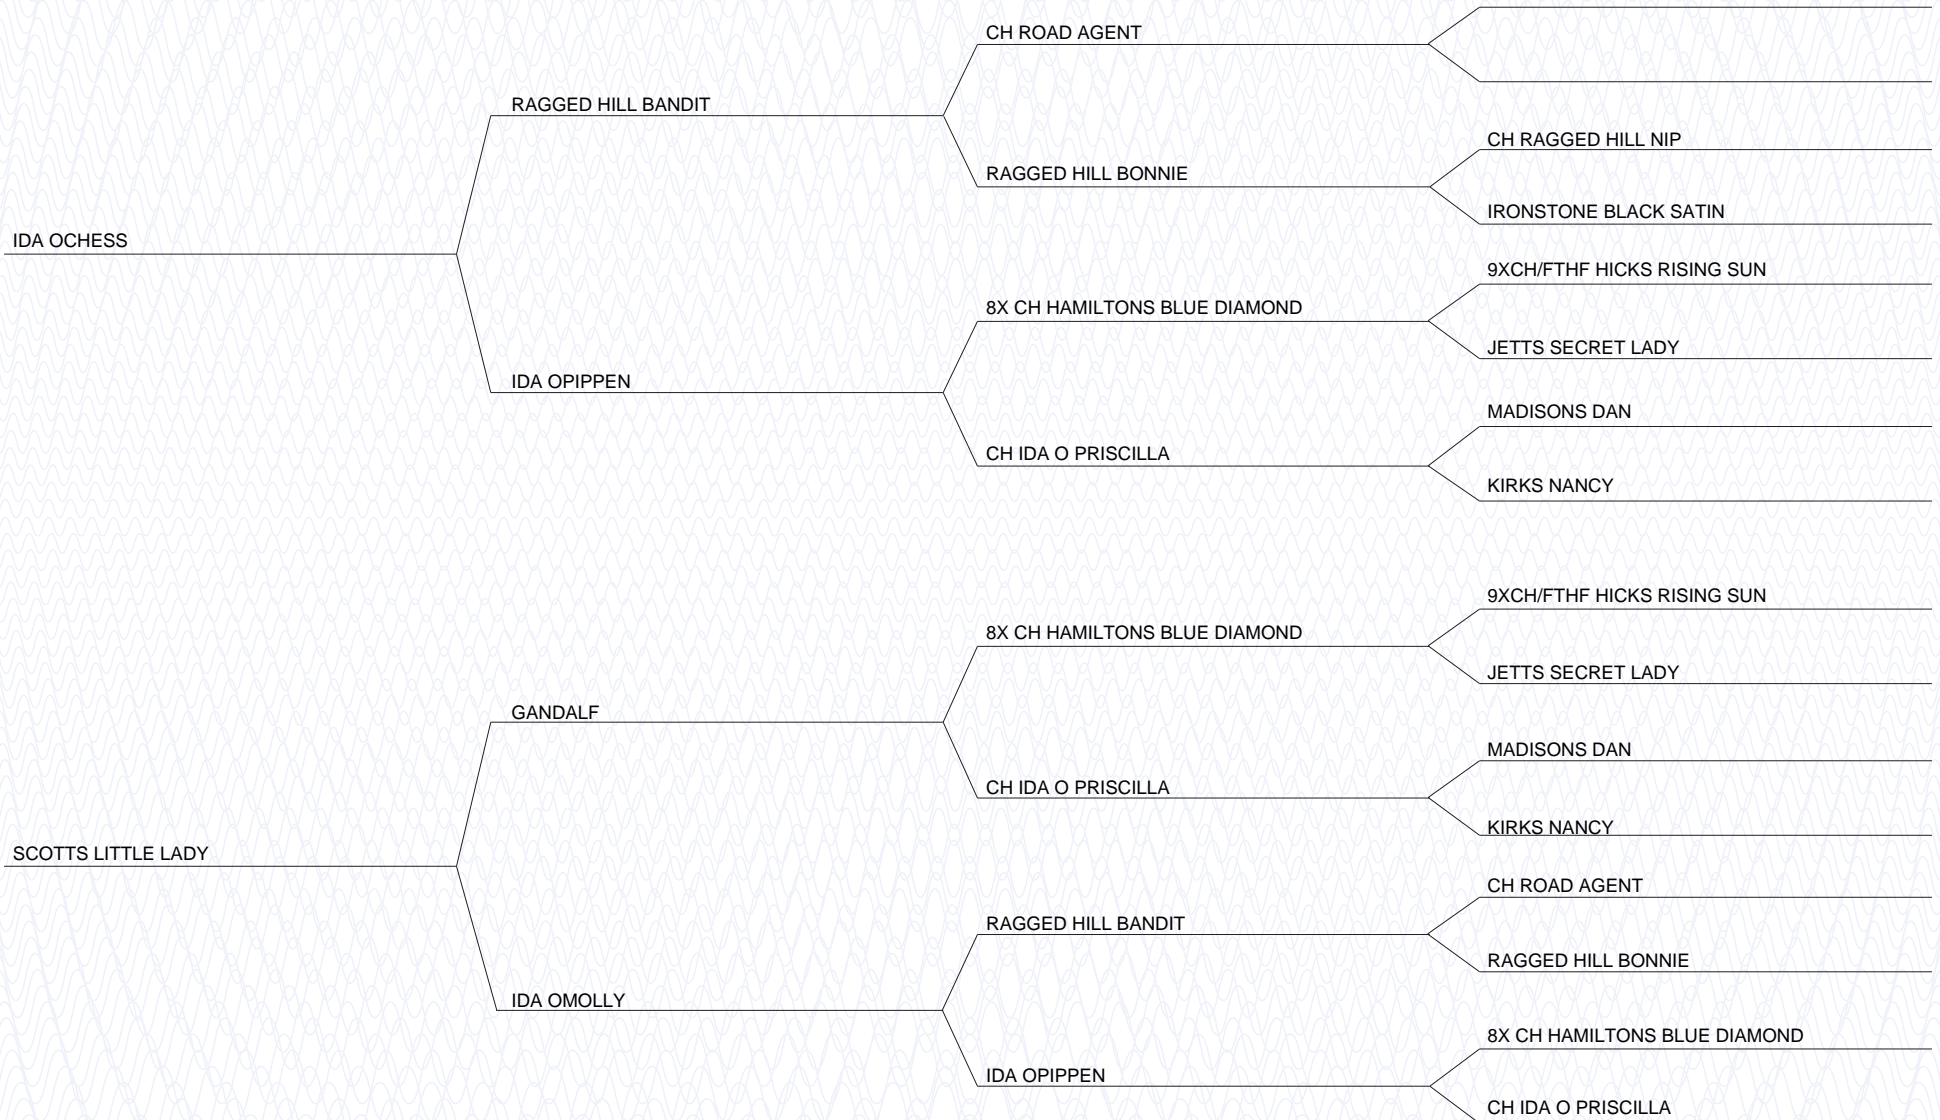 CH ROAD AGENT
RAGGED HILL BANDIT
CH RAGGED HILL NIP
RAGGED HILL BONNIE
IRONSTONE BLACK SATIN
IDA OCHESS
9XCH/FTHF HICKS RISING SUN
8X CH HAMILTONS BLUE DIAMOND
JETTS SECRET LADY
IDA OPIPPEN
MADISONS DAN
CH IDA O PRISCILLA
KIRKS NANCY
9XCH/FTHF HICKS RISING SUN
8X CH HAMILTONS BLUE DIAMOND
JETTS SECRET LADY
GANDALF
MADISONS DAN
CH IDA O PRISCILLA
KIRKS NANCY
SCOTTS LITTLE LADY
CH ROAD AGENT
RAGGED HILL BANDIT
RAGGED HILL BONNIE
IDA OMOLLY
8X CH HAMILTONS BLUE DIAMOND
IDA OPIPPEN
CH IDA O PRISCILLA